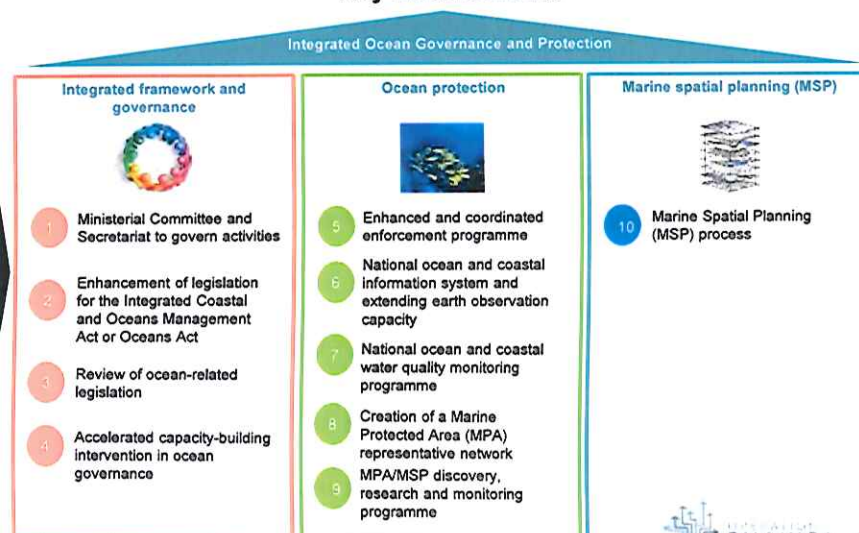 Integrated Ocean Governance and Protection
Integrated framework and
governance
1
Ministerial Committee and
Secretariat to govern activities
2
Enhancement of legislation
for the Integrated Coastal
and Oceans Management
Act or Oceans Act
3
Review of ocean-related
legislation
4
Accelerated capacity-building
intervention in ocean
governance
Ocean protection
5
Enhanced and coordinated
enforcement programme
6
National ocean and coastal
information system and
extending earth observation
capacity
7
National ocean and coastal
water quality monitoring
programme
8
Creation of a Marine
Protected Area (MPA)
representative network
9
MPA/MSP discovery,
research and monitoring
programme
Marine spatial planning (MSP)
10
Marine Spatial Planning
(MSP) process